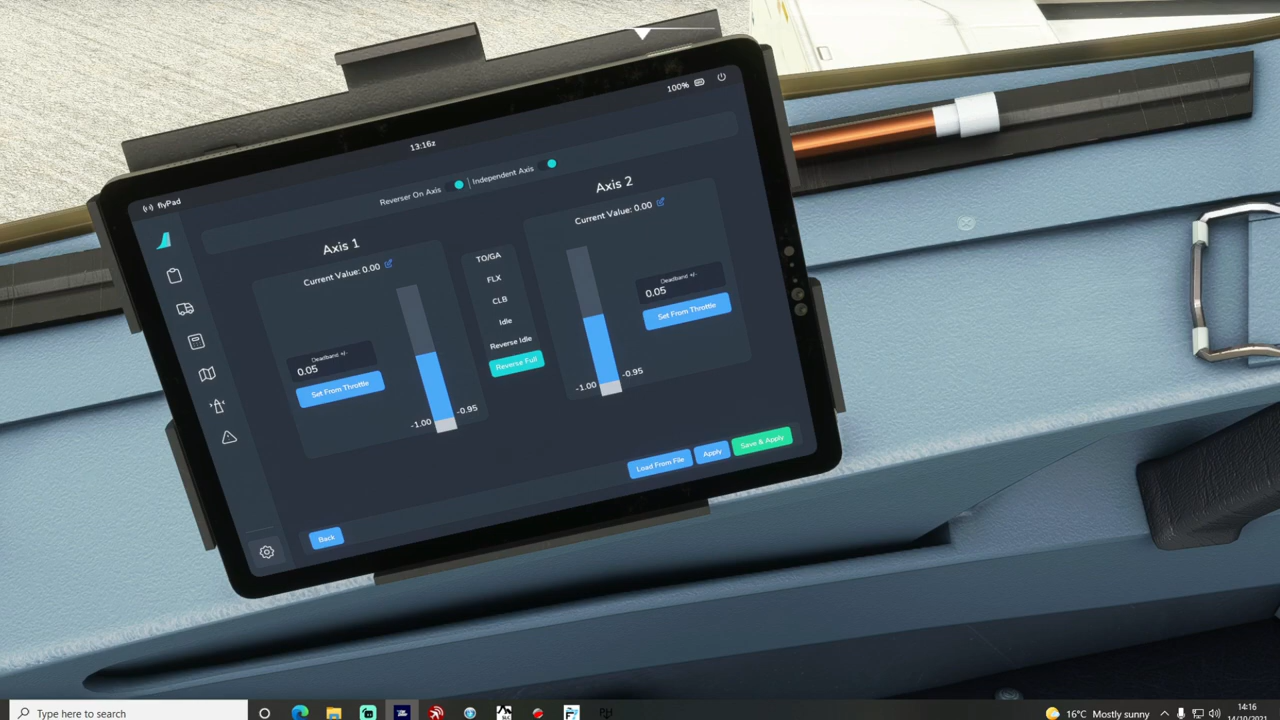 100%
13:16z
flyPad
Reverser On Axis
Independent Axis
Axis 1
Current Value: 0.00
Deadband +/-
0.05
Set From Throttle
-1.00
-0.95
TO/GA
FLX
CLB
Idle
Reverse Idle
Reverse Full
Axis 2
Current Value: 0.00
Deadband +/-
0.05
Set From Throttle
-1.00
-0.95
Load From File
Apply
Save & Apply
Back
Type here to search
16°C Mostly sunny
14:16